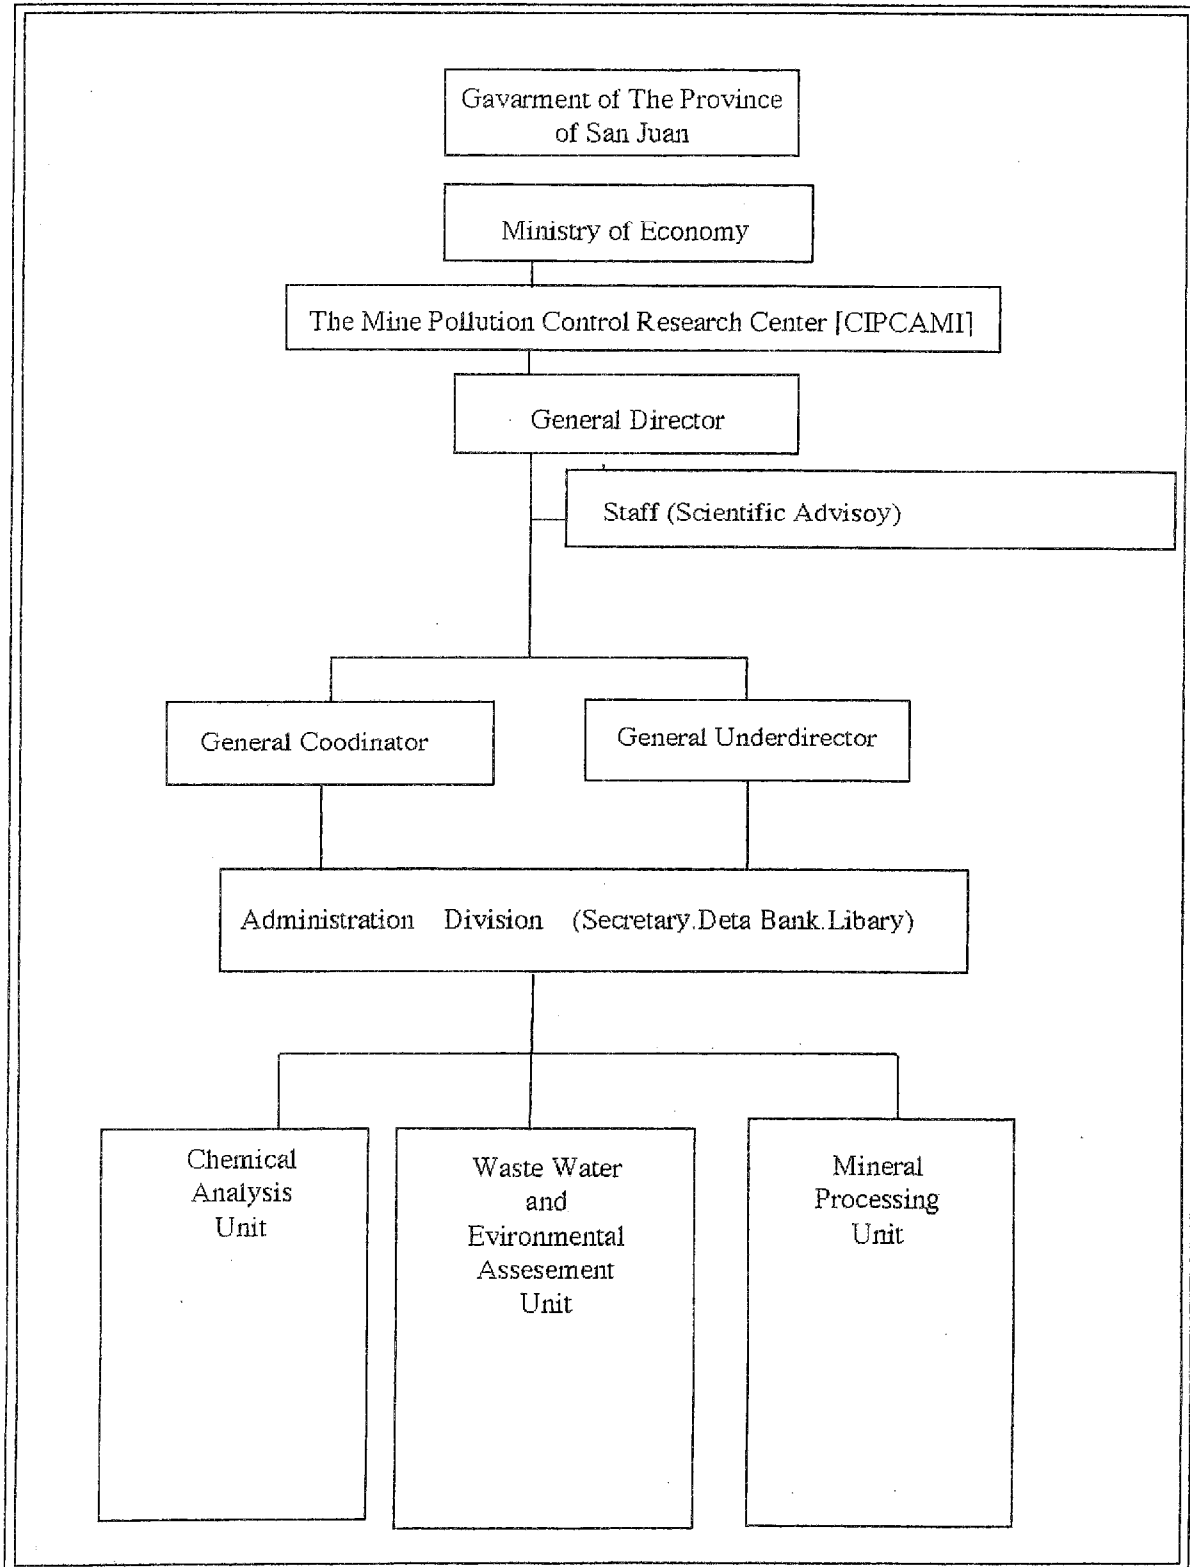 Gavarment of The Province
of San Juan
Ministry of Economy
The Mine Pollution Control Research Center [CIPCAMI]
General Director
Staff (Scientific Advisoy)
General Coodinator
General Underdirector
Administration Division (Secretary.Deta Bank.Libary)
Chemical
Analysis
Unit
Waste Water
and
Evironmental
Assesement
Unit
Mineral
Processing
Unit